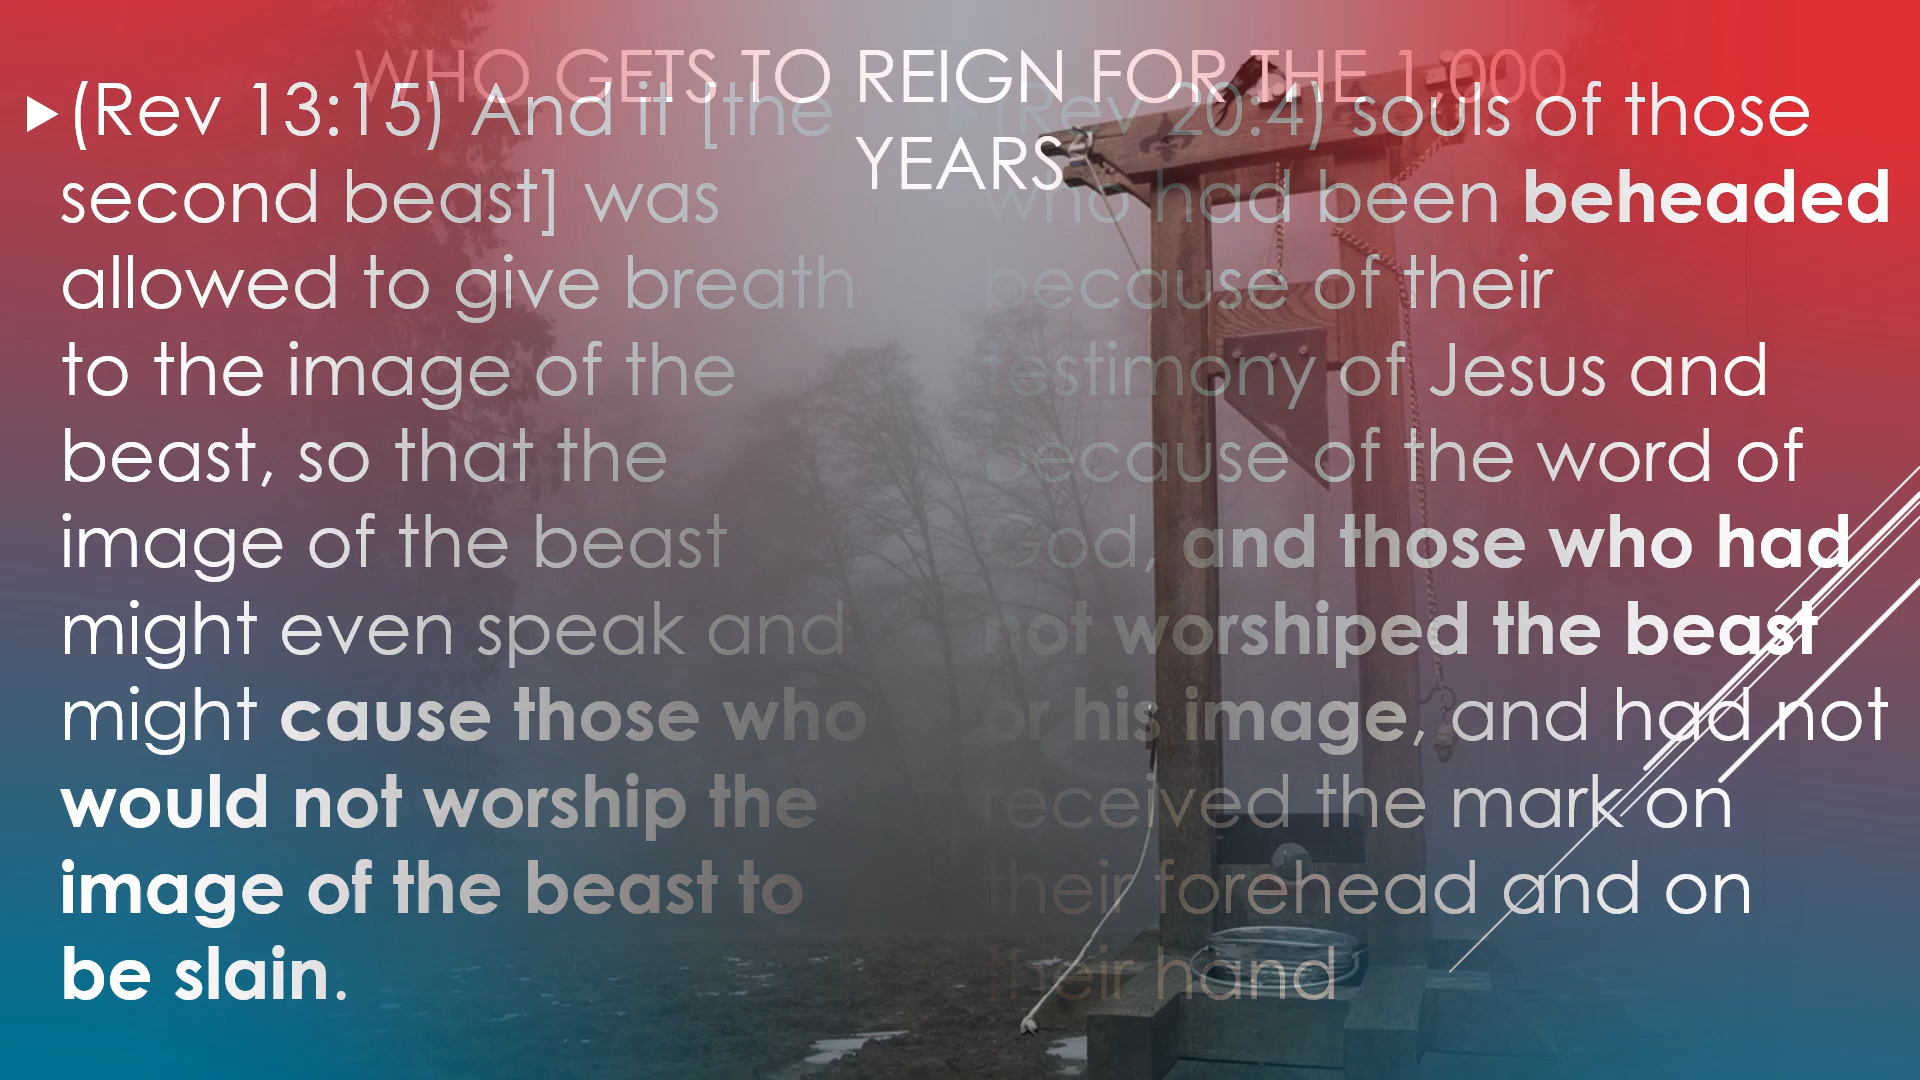 WHO GETS TO REIGN FOR THE 1,000
YEARS
(Rev 13:15) And it [the
second beast] was
allowed to give breath
to the image of the
beast, so that the
image of the beast
might even speak and
might cause those who
would not worship the
image of the beast to
be slain.
(Rev 20:4) souls of those
who had been beheaded
because of their
testimony of Jesus and
because of the word of
God, and those who had
not worshiped the beast
or his image, and had not
received the mark on
their forehead and on
their hand